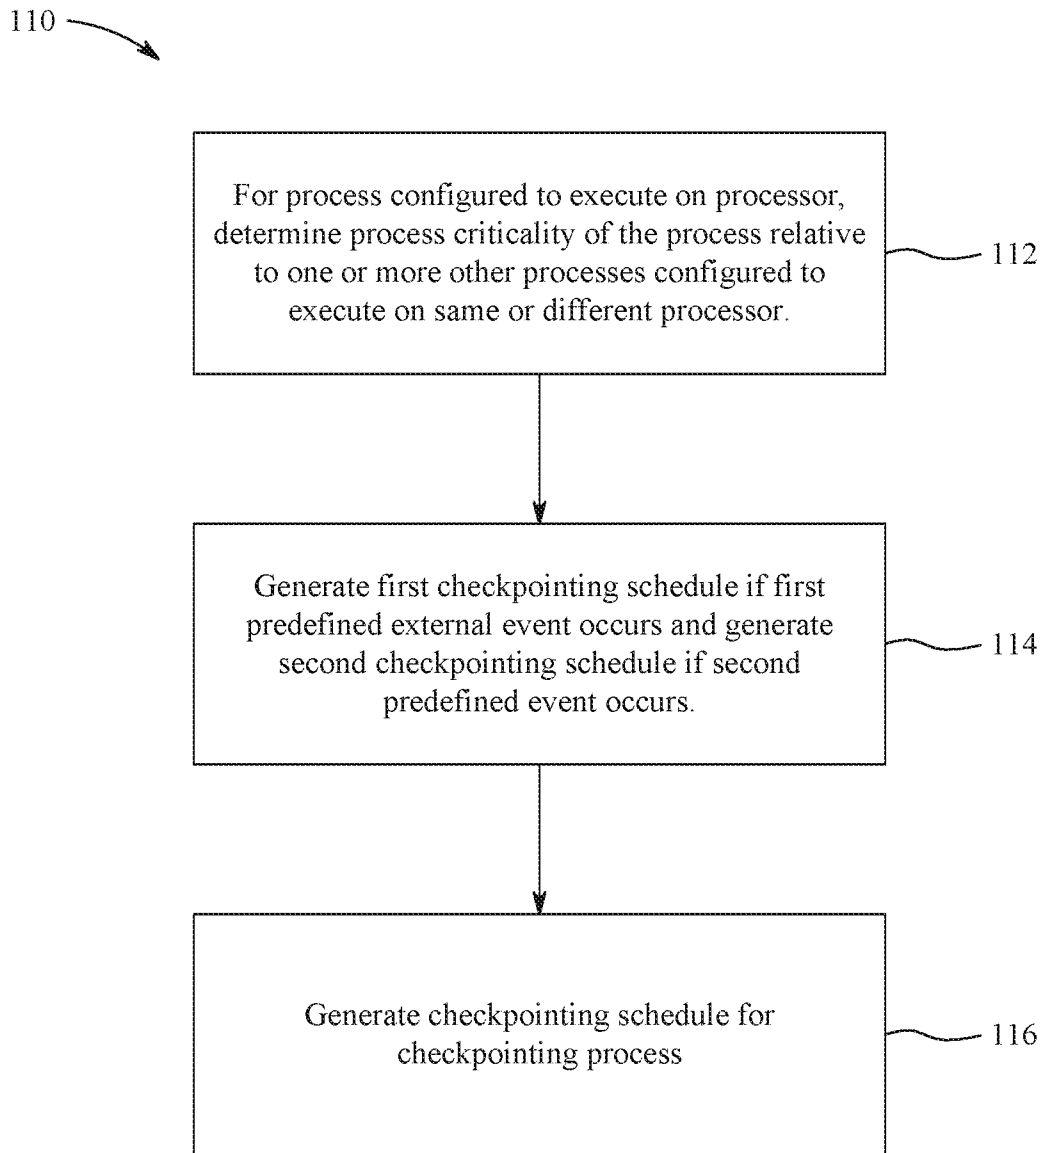 110
For process configured to execute on processor,
determine process criticality of the process relative
to one or more other processes configured to
execute on same or different processor.
112
Generate first checkpointing schedule if first
predefined external event occurs and generate
second checkpointing schedule if second
predefined event occurs.
114
Generate checkpointing schedule for
checkpointing process
116